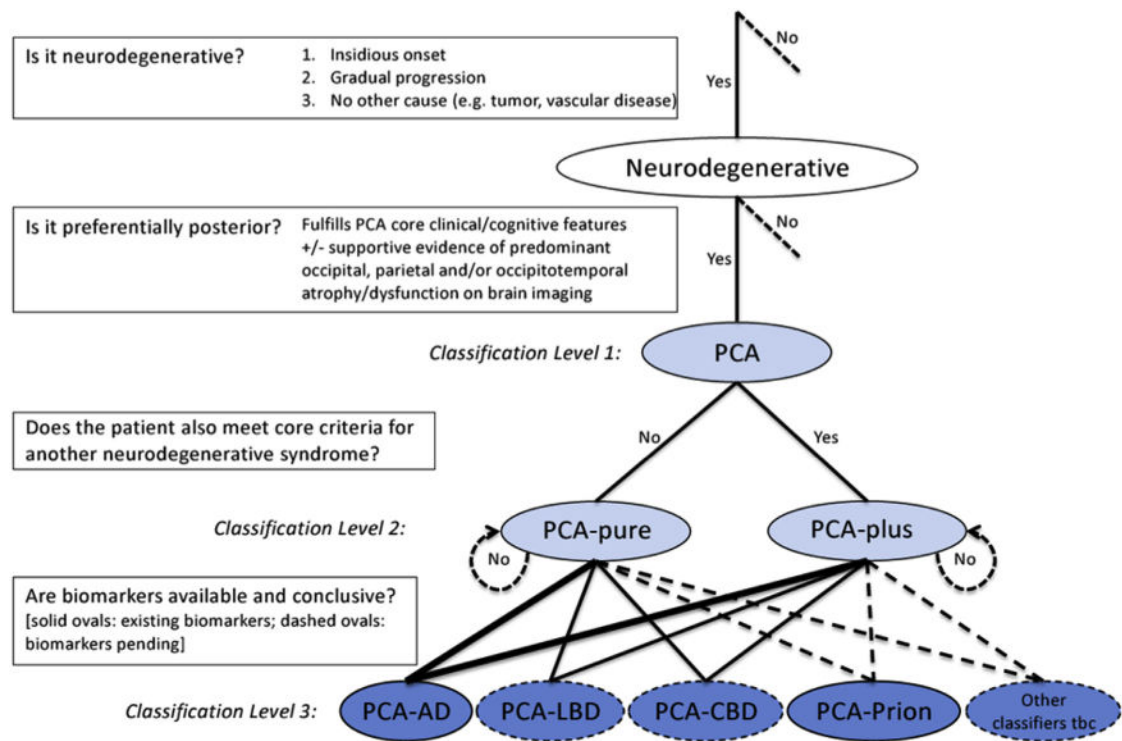 No
Is it neurodegenerative?
1. Insidious onset
2. Gradual progression
3. No other cause (e.g. tumor, vascular disease)
Yes
Neurodegenerative
No
Is it preferentially posterior?
Fulfills PCA core clinical/cognitive features
+/- supportive evidence of predominant
occipital, parietal and/or occipitotemporal
atrophy/dysfunction on brain imaging
Yes
Classification Level 1:
PCA
Does the patient also meet core criteria for
another neurodegenerative syndrome?
No
Yes
Classification Level 2:
PCA-pure
PCA-plus
No
No
Are biomarkers available and conclusive?
[solid ovals: existing biomarkers; dashed ovals:
biomarkers pending]
Classification Level 3:
PCA-AD
PCA-LBD
PCA-CBD
PCA-Prion
Other
classifiers tbc